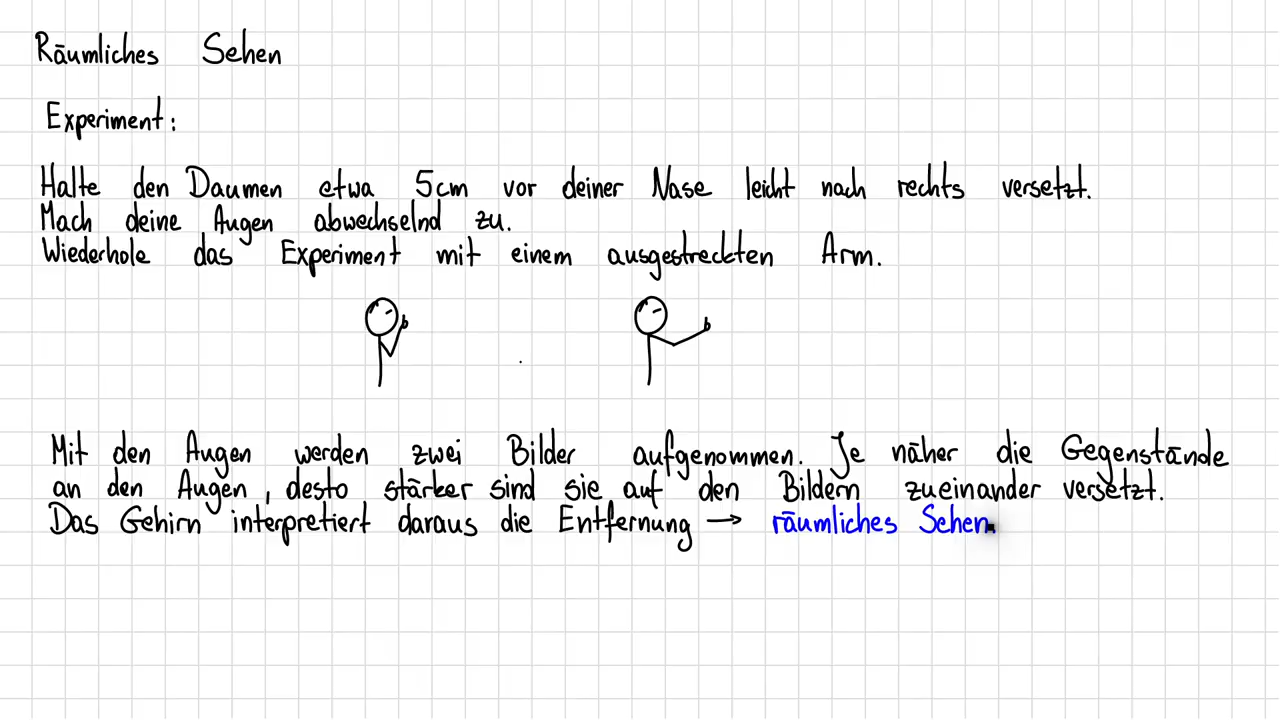 Räumliches Sehen
Experiment:
Halte den Daumen etwa 5cm vor deiner Nase leicht nach rechts versetzt.
Mach deine Augen abwechselnd zu.
Wiederhole das Experiment mit einem ausgestreckten Arm.
Mit den Augen werden zwei Bilder aufgenommen. Je näher die Gegenstände
an den Augen, desto stärker sind sie auf den Bildern zueinander versetzt.
Das Gehirn interpretiert daraus die Entfernung → räumliches Sehen.